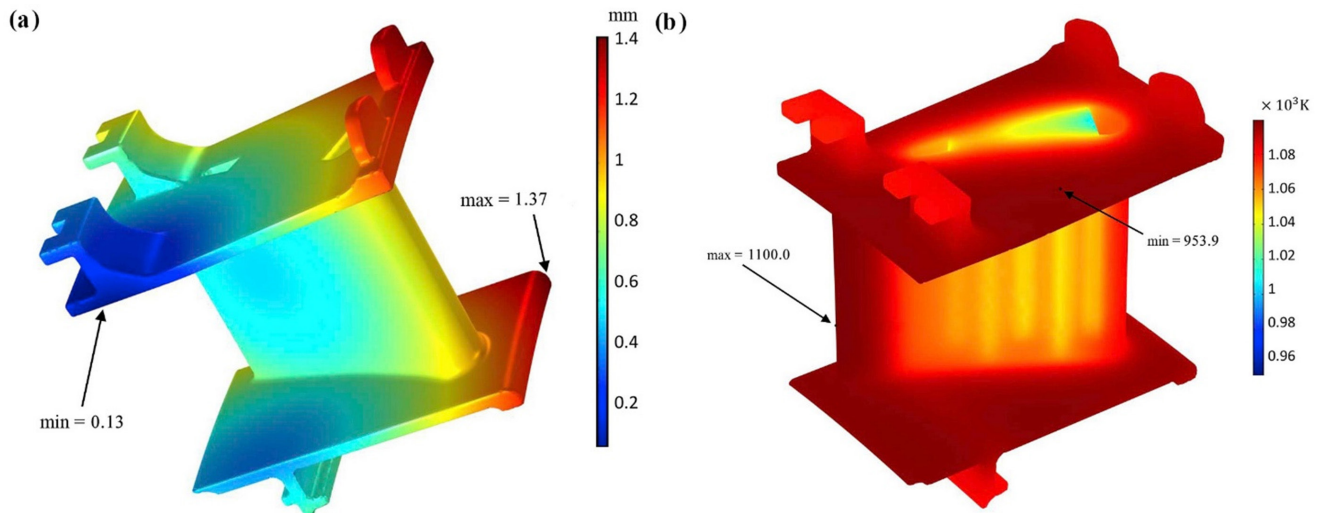 (a)
mm
1.4
1.2
1
0.8
0.6
0.4
0.2
max = 1.37
min = 0.13
(b)
× 10³K
1.08
1.06
1.04
1.02
1
0.98
0.96
max = 1100.0
min = 953.9